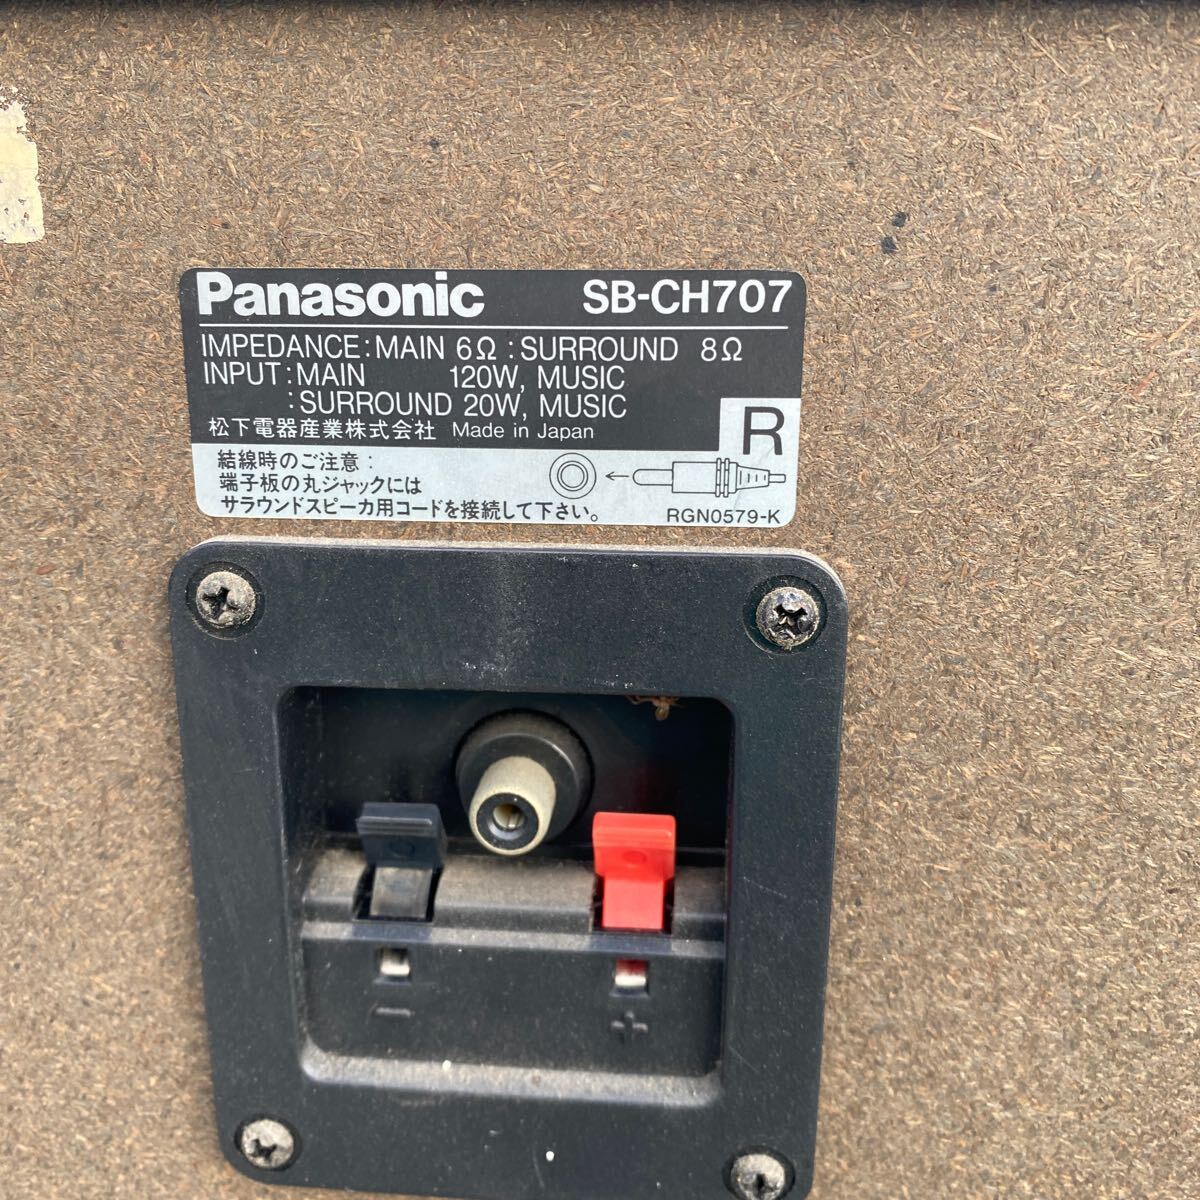 Panasonic SB-CH707
IMPEDANCE:MAIN 6Ω :SURROUND 8Ω
INPUT:MAIN 120W, MUSIC
:SURROUND 20W, MUSIC
松下電器産業株式会社 Made in Japan
R
結線時のご注意:
端子板の丸ジャックには
サラウンドスピーカ用コードを接続して下さい。
RGN0579-K
− +